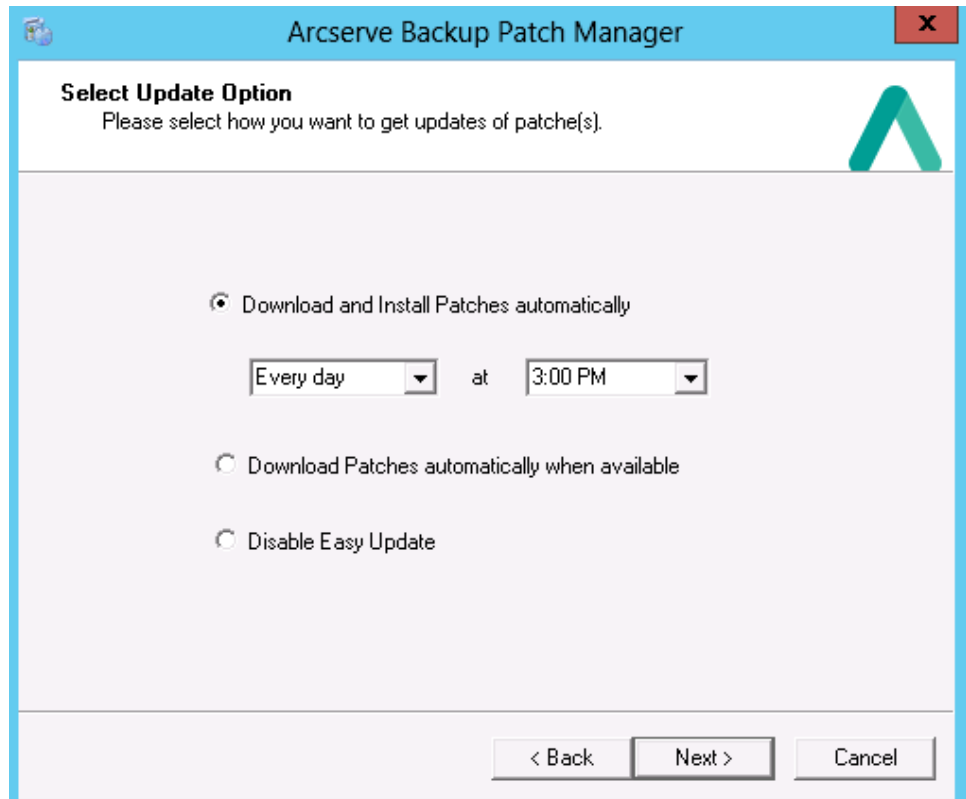 Arcserve Backup Patch Manager
x
Select Update Option
Please select how you want to get updates of patche(s).
Download and Install Patches automatically
Every day at 3:00 PM
Download Patches automatically when available
Disable Easy Update
< Back Next > Cancel